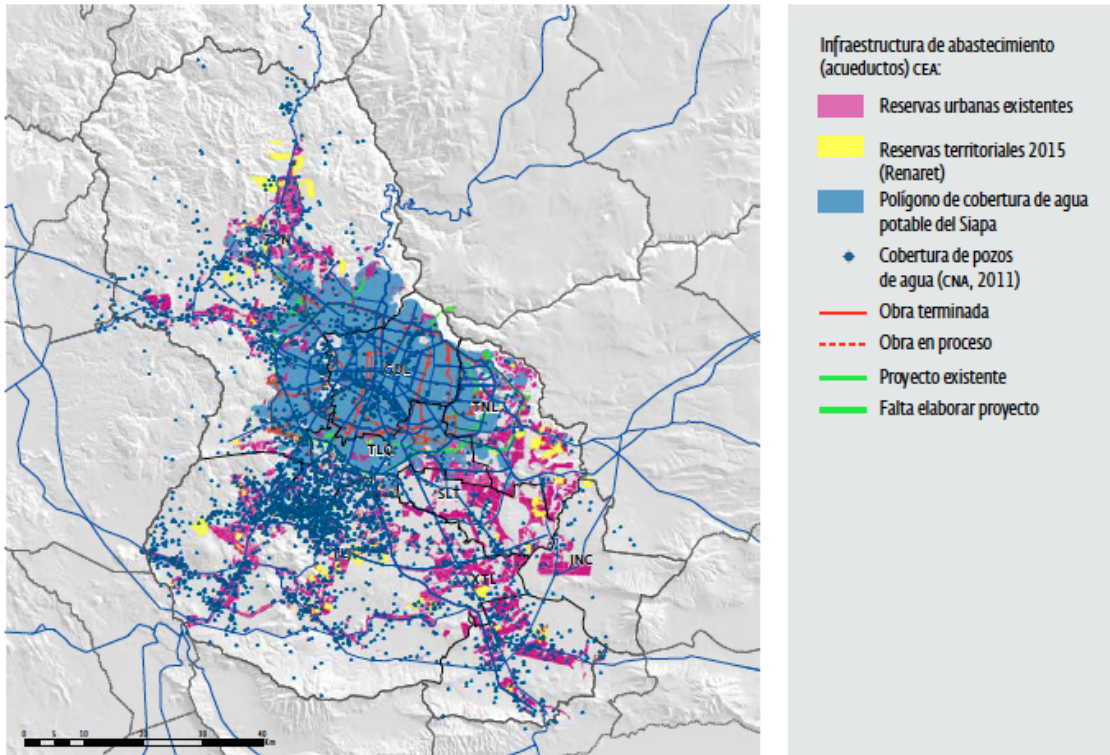 ZPN
GDL
TNL
TLQ
SLT
JNC
XTL
0 5 10 20 30 40
Km
Infraestructura de abastecimiento
(acueductos) CEA:
Reservas urbanas existentes
Reservas territoriales 2015
(Renaret)
Polígono de cobertura de agua
potable del Siapa
Cobertura de pozos
de agua (CNA, 2011)
Obra terminada
Obra en proceso
Proyecto existente
Falta elaborar proyecto